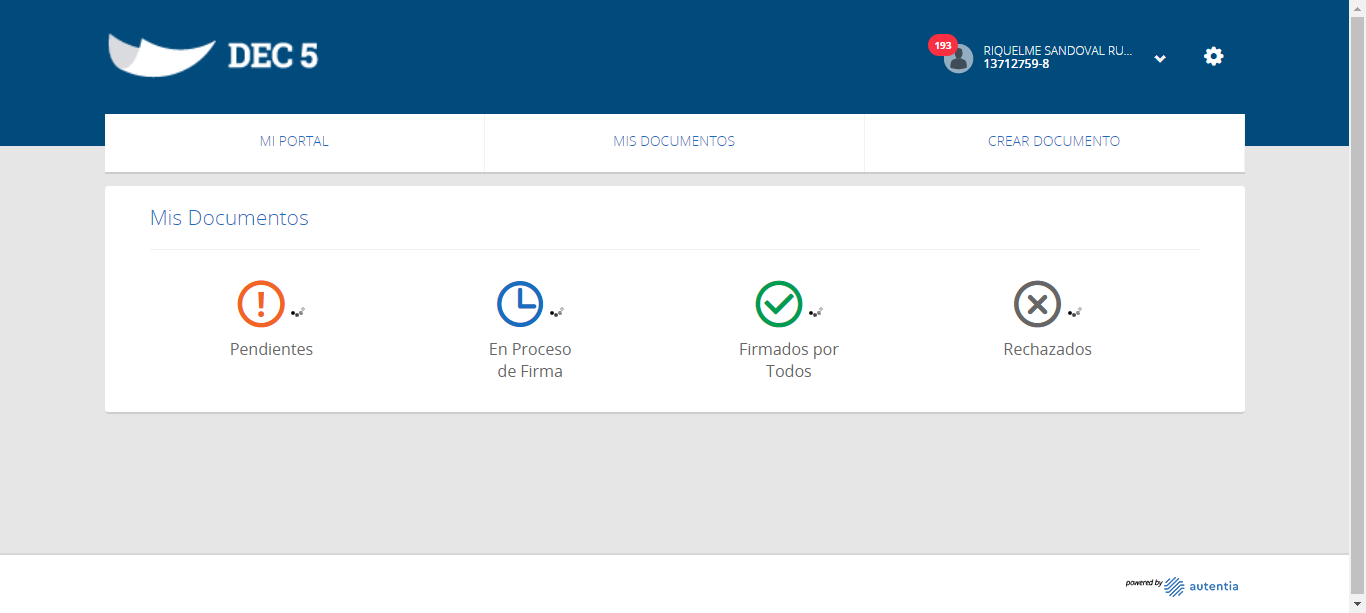 DEC 5
193
RIQUELME SANDOVAL RU...
13712759-8
MI PORTAL
MIS DOCUMENTOS
CREAR DOCUMENTO
Mis Documentos
Pendientes
En Proceso
de Firma
Firmados por
Todos
Rechazados
powered by
autentia